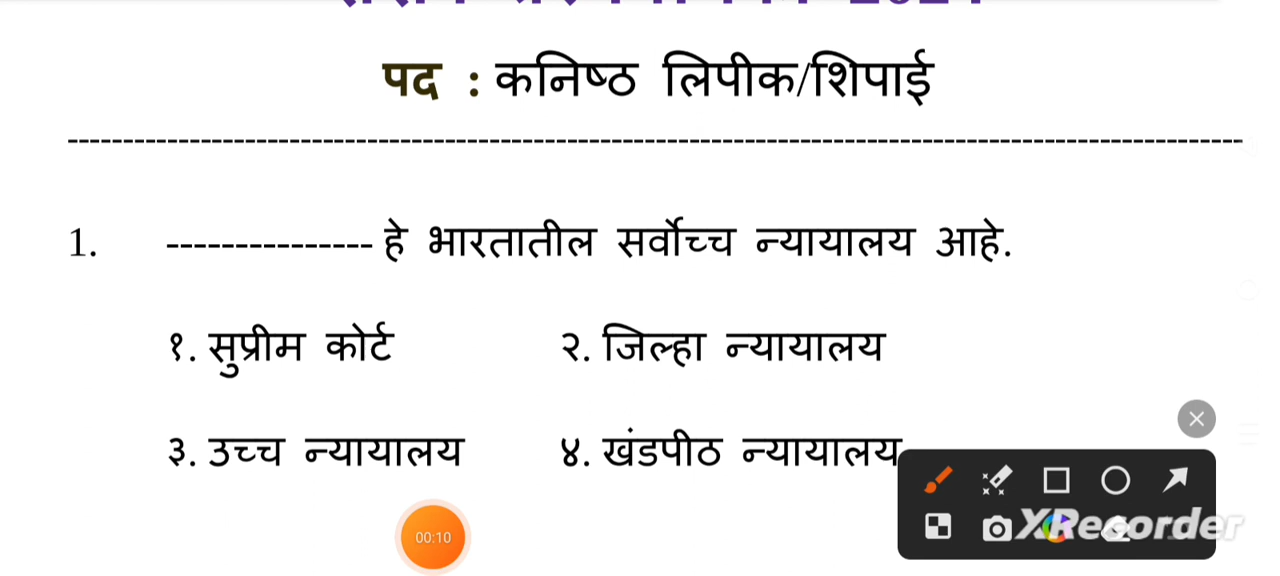 पद : कनिष्ठ लिपीक/शिपाई
1. --------------- हे भारतातील सर्वोच्च न्यायालय आहे.
१. सुप्रीम कोर्ट २. जिल्हा न्यायालय
३. उच्च न्यायालय ४. खंडपीठ न्यायालय
00:10
XRecorder